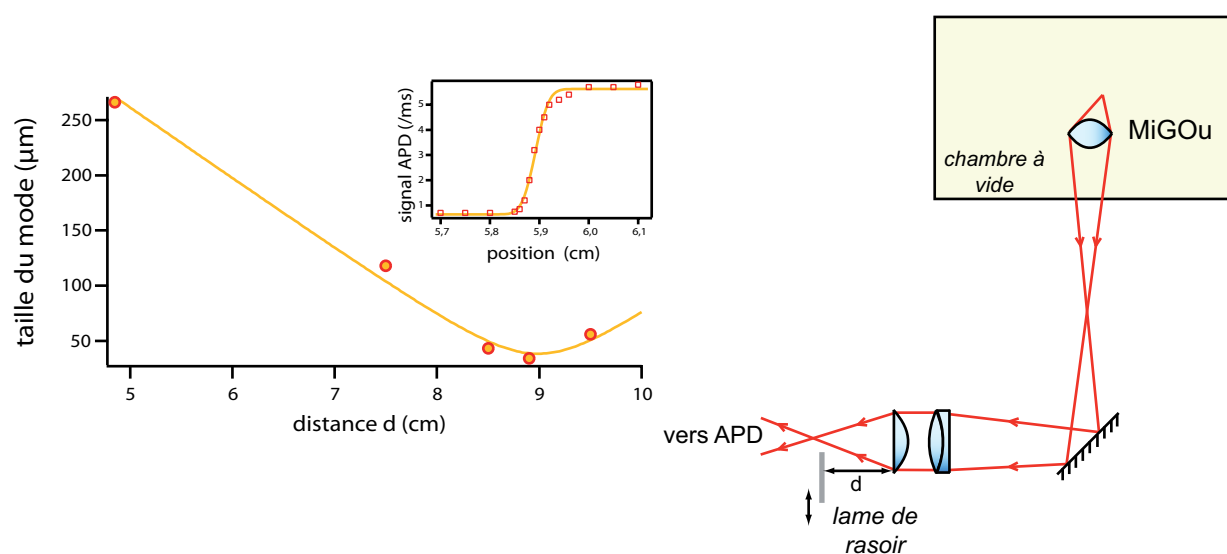 taille du mode (μm)
250
200
150
100
50
5
6
7
8
9
10
distance d (cm)
signal APD (/ms)
5
4
3
2
1
5,7
5,8
5,9
6,0
6,1
position (cm)
MiGOu
chambre à
vide
vers APD
d
lame de
rasoir